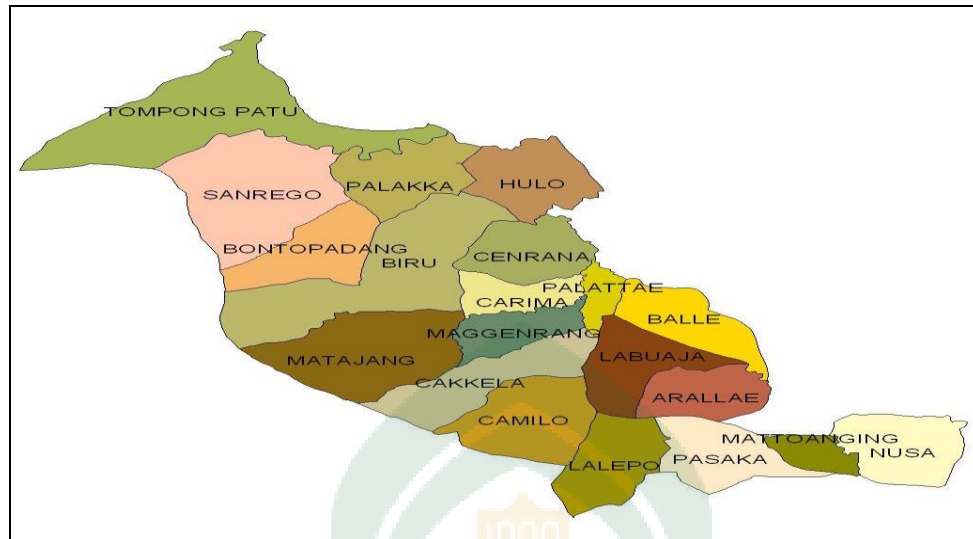 TOMPONG PATU
SANREGO
PALAKKA
HULO
BONTOPADANG
BIRU
CENRANA
PALATTAE
CARIMA
BALLE
MAGGENRANG
MATAJANG
LABUAJA
CAKKELA
ARALLAE
CAMILO
MATTOANGING
LALEPO
PASAKA
NUSA